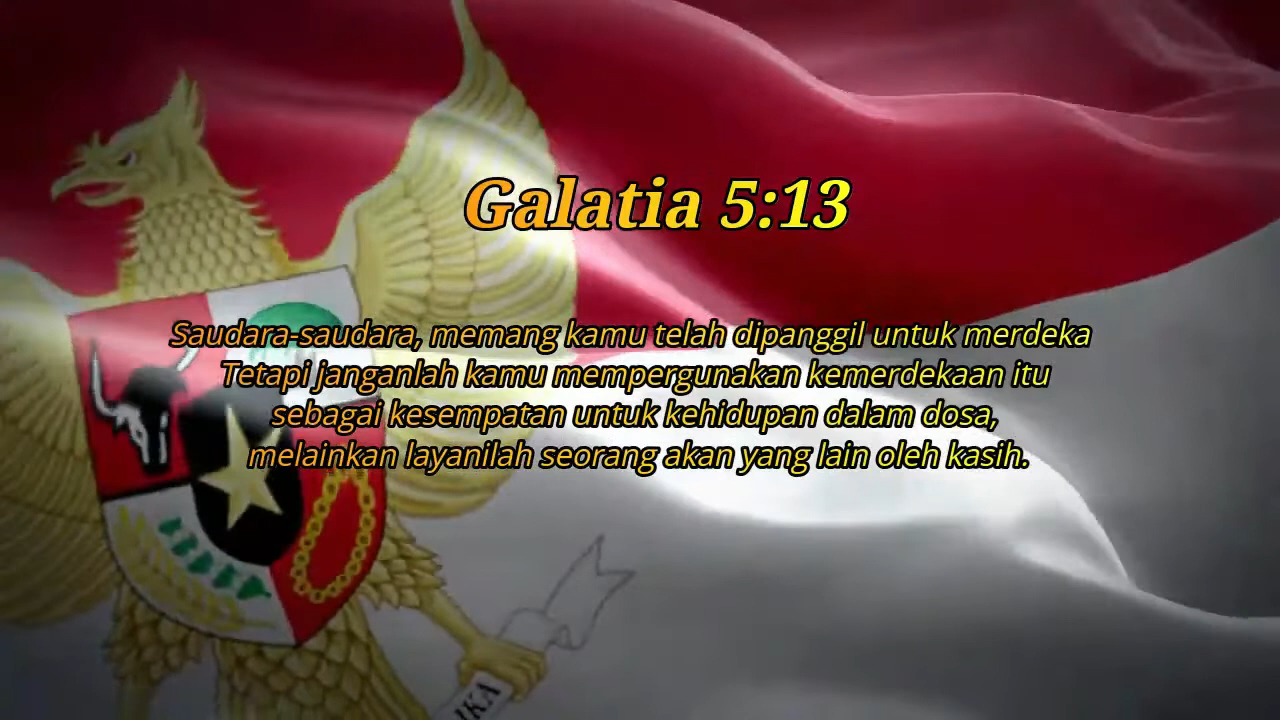 Galatia 5:13
Saudara-saudara, memang kamu telah dipanggil untuk merdeka
Tetapi janganlah kamu mempergunakan kemerdekaan itu
sebagai kesempatan untuk kehidupan dalam dosa,
melainkan layanilah seorang akan yang lain oleh kasih.
IKA